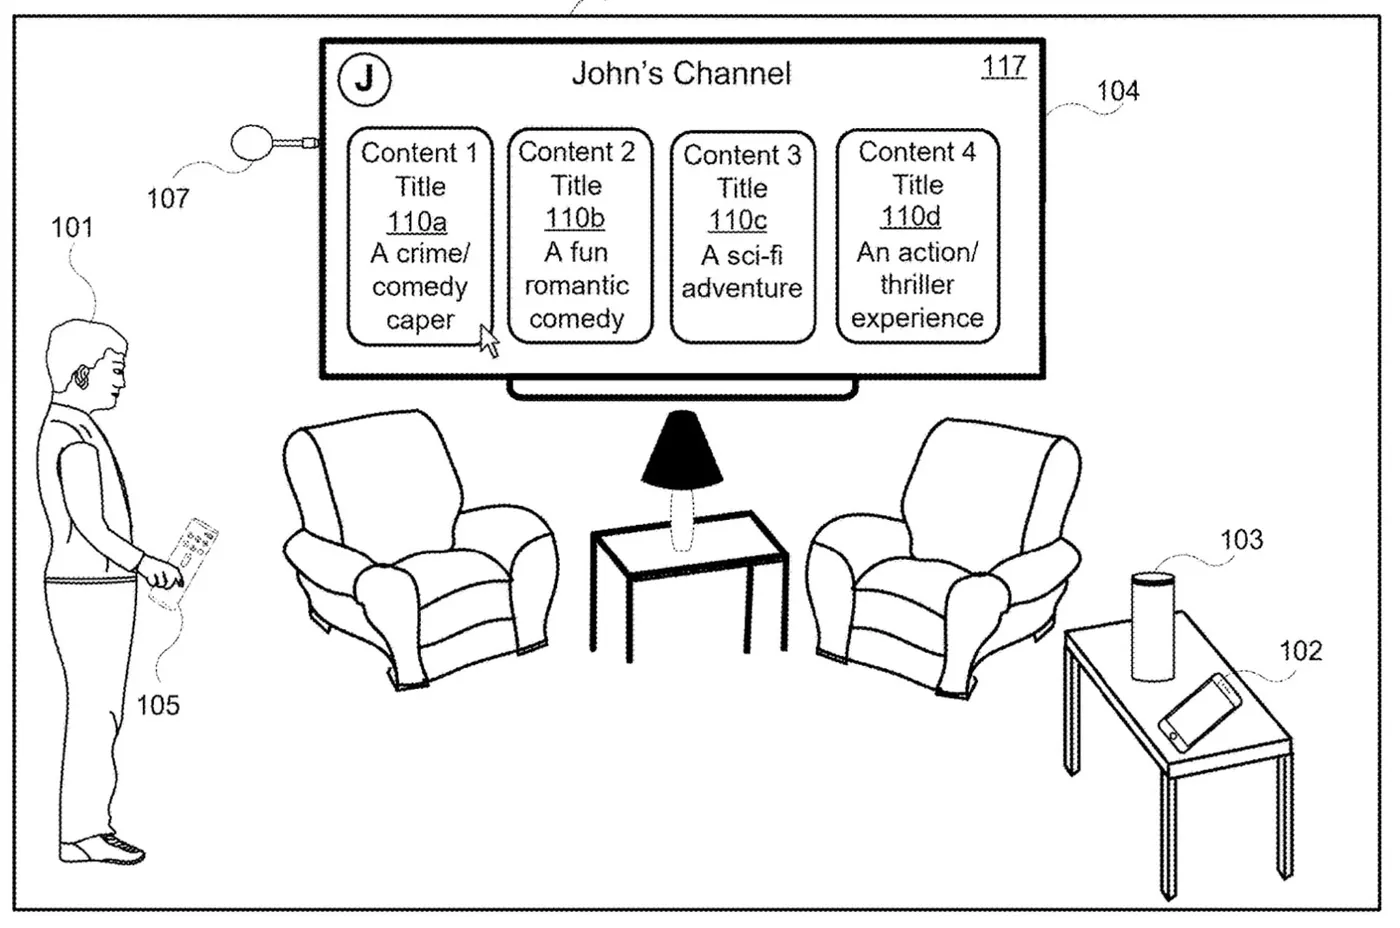 J
John's Channel
117
104
107
101
Content 1
Title
110a
A crime/
comedy
caper
Content 2
Title
110b
A fun
romantic
comedy
Content 3
Title
110c
A sci-fi
adventure
Content 4
Title
110d
An action/
thriller
experience
103
102
105